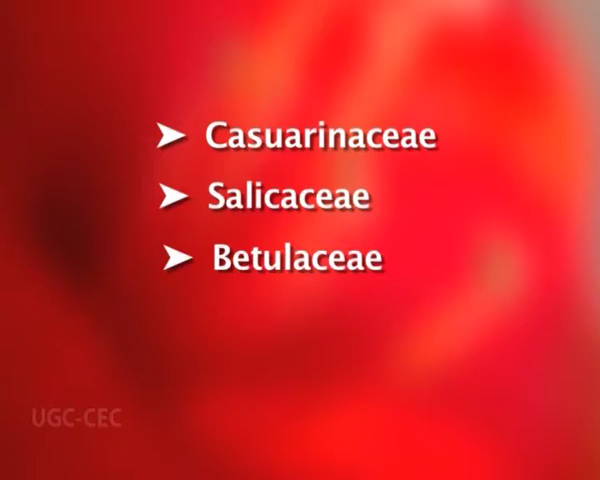 ➤ Casuarinaceae
➤ Salicaceae
➤ Betulaceae
UGC-CEC